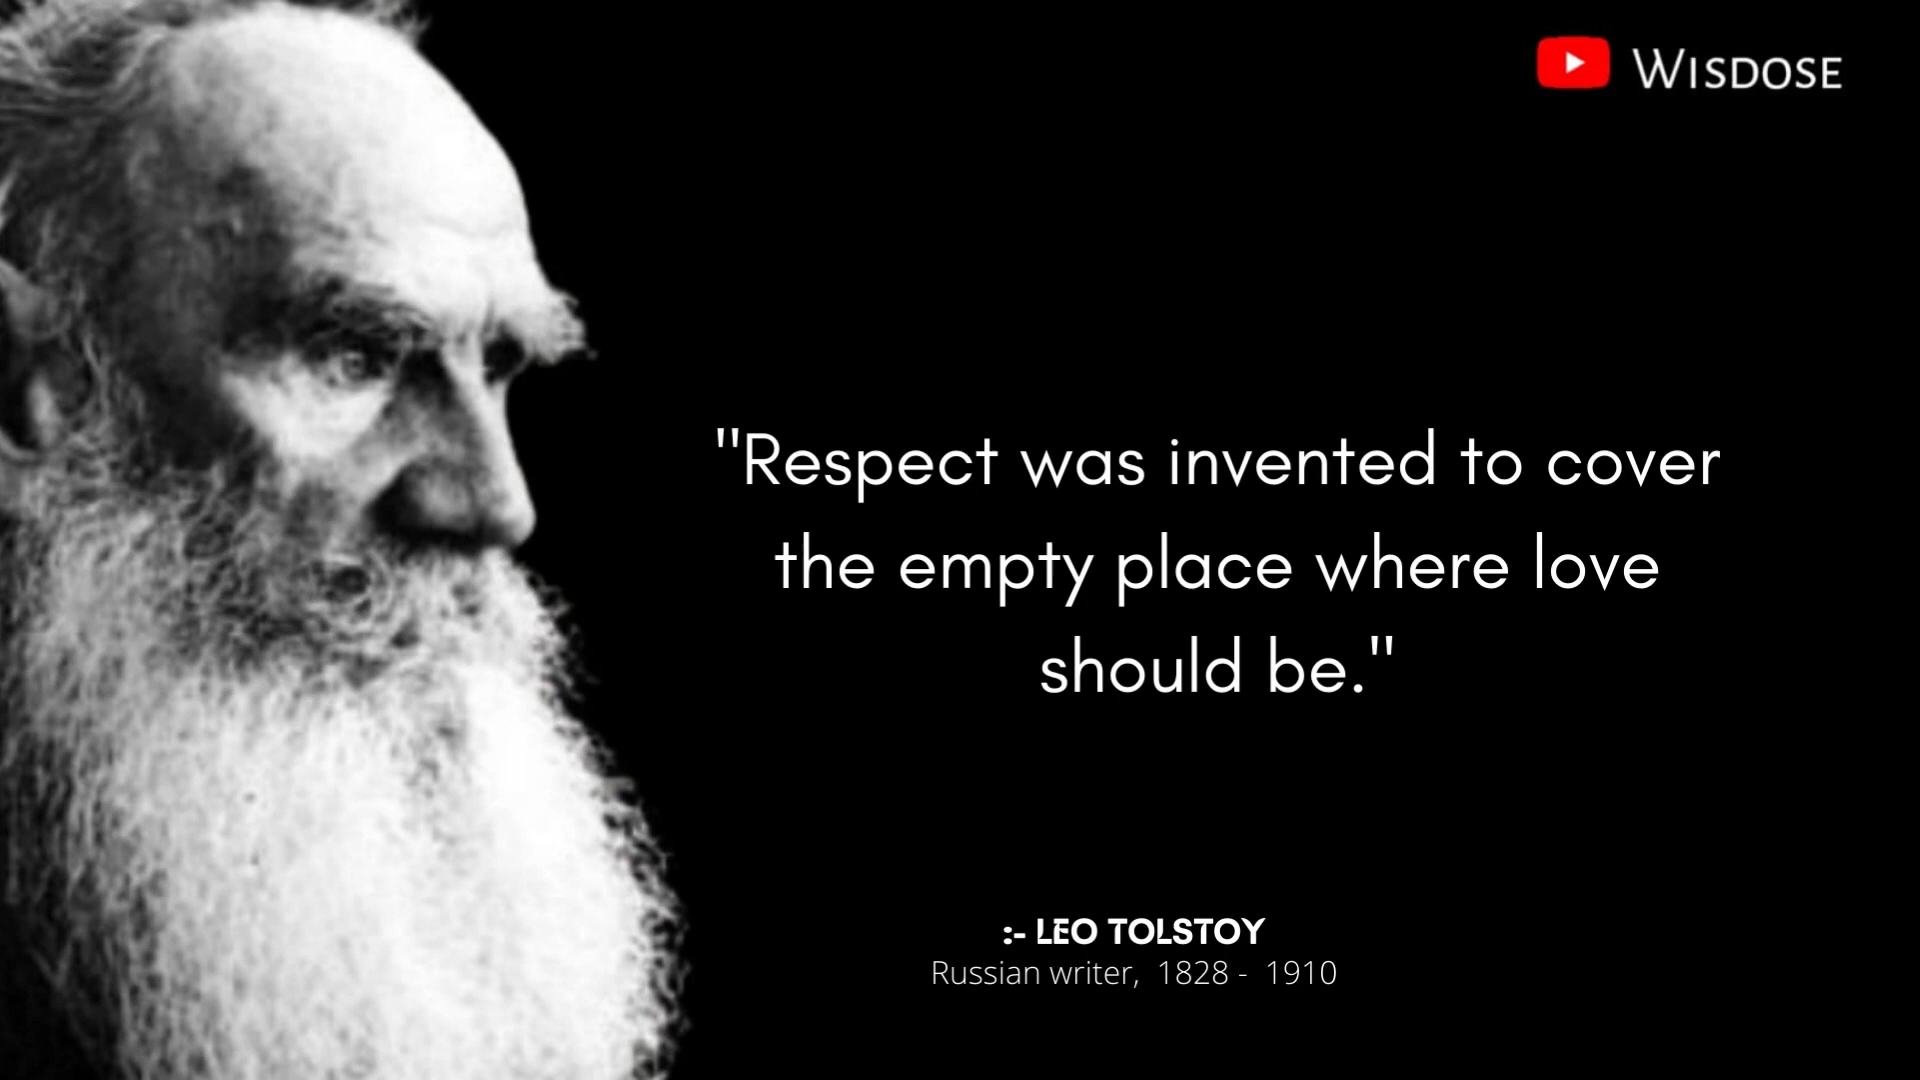 WISDOSE
"Respect was invented to cover
the empty place where love
should be."
:- LEO TOLSTOY
Russian writer, 1828 - 1910